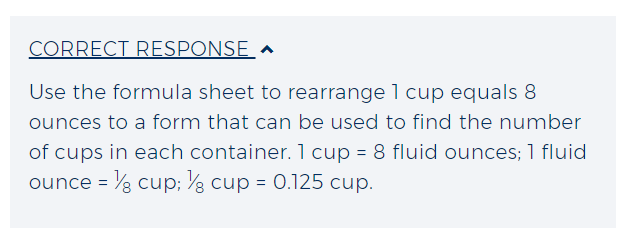 CORRECT RESPONSE
Use the formula sheet to rearrange 1 cup equals 8
ounces to a form that can be used to find the number
of cups in each container. 1 cup = 8 fluid ounces; 1 fluid
ounce = ⅛ cup; ⅛ cup = 0.125 cup.